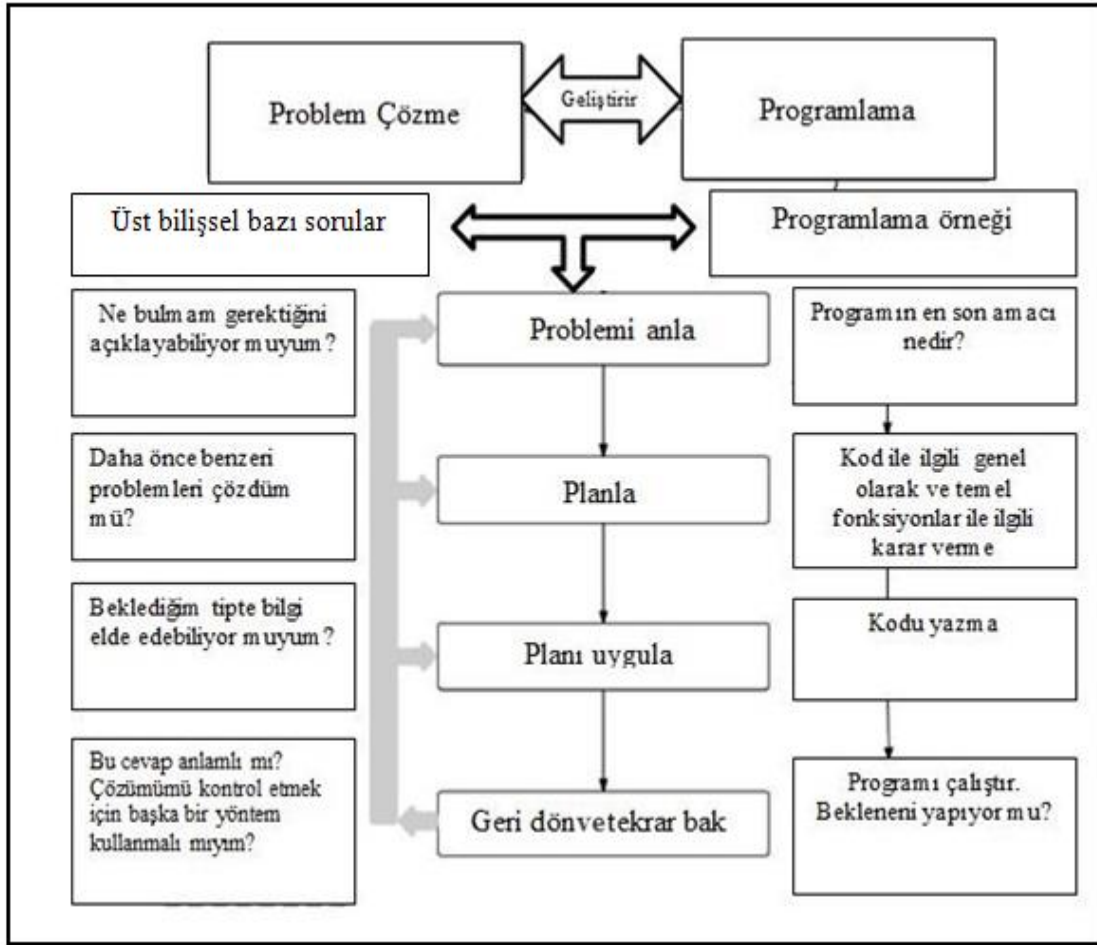 Problem Çözme
Geliştirir
Programlama
Üst bilişsel bazı sorular
Programlama örneği
Ne bulmam gerektiğini
açıklayabiliyor muyum?
Problemi anla
Programın en son amacı
nedir?
Daha önce benzeri
problemleri çözdüm
mü?
Planla
Kod ile ilgili genel
olarak ve temel
fonksiyonlar ile ilgili
karar verme
Beklediğim tipte bilgi
elde edebiliyor muyum?
Planı uygula
Kodu yazma
Bu cevap anlamlı mı?
Çözümümü kontrol etmek
için başka bir yöntem
kullanmalı mıyım?
Geri dönvetekrar bak
Programı çalıştır.
Bekleneni yapıyor mu?